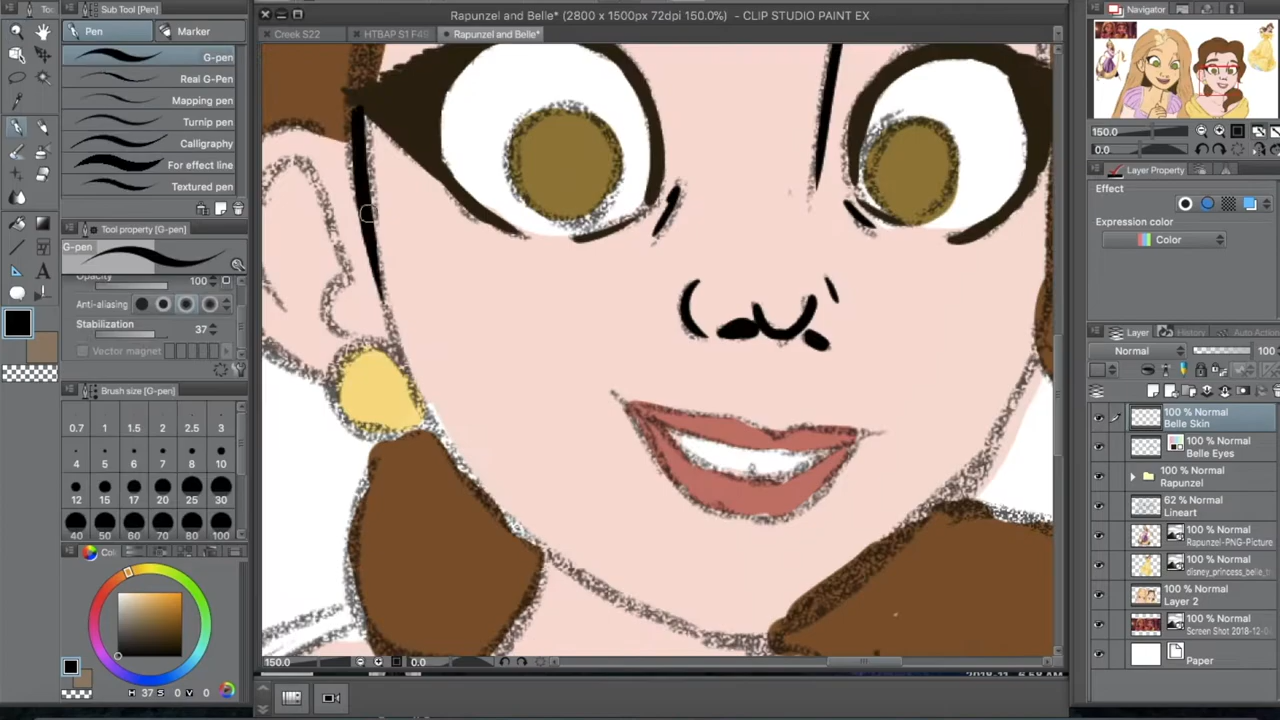 Rapunzel and Belle* (2800 x 1500px 72dpi 150.0%) - CLIP STUDIO PAINT EX
Creek S22
HTBAP S1 F49
Rapunzel and Belle*
Sub Tool [Pen]
Pen
Marker
G-pen
Real G-Pen
Mapping pen
Turnip pen
Calligraphy
For effect line
Textured pen
Tool property [G-pen]
G-pen
Opacity 100
Anti-aliasing
Stabilization 37
Vector magnet
Brush size [G-pen]
0.7 1 1.5 2 2.5 3
4 5 6 7 8 10
12 15 17 20 25 30
40 50 60 70 80 100
H 37 S 0 V 0
150.0 0.0
Navigator
150.0
0.0
Layer Property
Effect
Expression color
Color
Layer
History
Auto Action
Normal 100
100 % Normal
Belle Skin
100 % Normal
Belle Eyes
100 % Normal
Rapunzel
62 % Normal
Lineart
100 % Normal
Rapunzel-PNG-Picture
100 % Normal
disney_princess_belle_
100 % Normal
Layer 2
100 % Normal
Screen Shot 2018-12-0
Paper